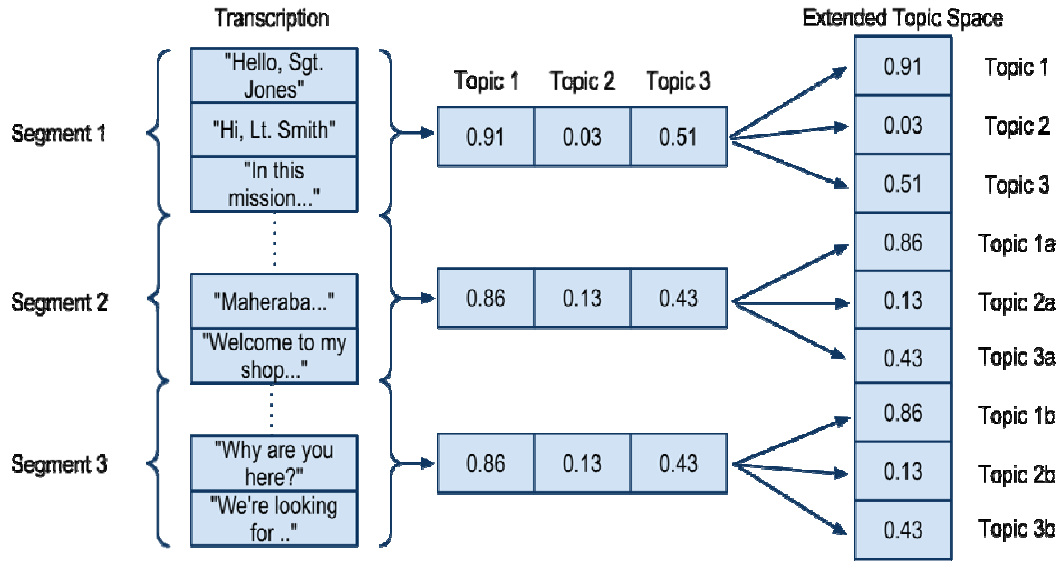 Transcription
Extended Topic Space
Segment 1
"Hello, Sgt.
Jones"
"Hi, Lt. Smith"
"In this
mission..."
Topic 1 Topic 2 Topic 3
0.91 0.03 0.51
0.91 Topic 1
0.03 Topic 2
0.51 Topic 3
Segment 2
"Maheraba..."
"Welcome to my
shop..."
0.86 0.13 0.43
0.86 Topic 1a
0.13 Topic 2a
0.43 Topic 3a
Segment 3
"Why are you
here?"
"We're looking
for .."
0.86 0.13 0.43
0.86 Topic 1b
0.13 Topic 2b
0.43 Topic 3b